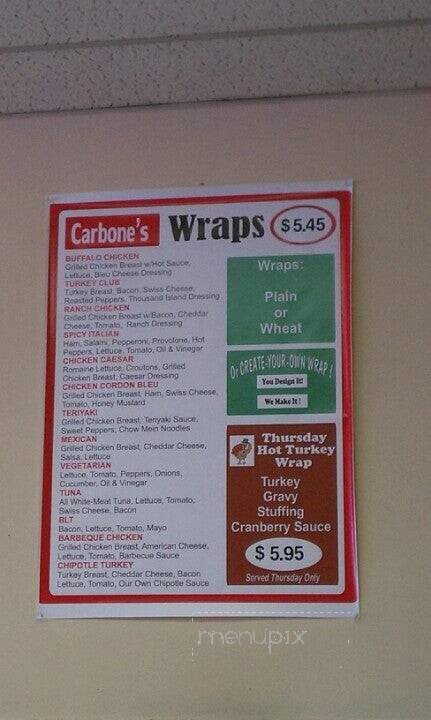 Carbone's Wraps $5.45
BUFFALO CHICKEN
Grilled Chicken Breast w/Hot Sauce,
Lettuce, Bleu Cheese Dressing
TURKEY CLUB
Turkey Breast, Bacon, Swiss Cheese,
Roasted Peppers, Thousand Island Dressing
RANCH CHICKEN
Grilled Chicken Breast w/Bacon, Cheddar
Cheese, Tomato, Ranch Dressing
SPICY ITALIAN
Ham, Salami, Pepperoni, Provolone, Hot
Peppers, Lettuce, Tomato, Oil & Vinegar
CHICKEN CAESAR
Romaine Lettuce, Croutons, Grilled
Chicken Breast, Caesar Dressing
CHICKEN CORDON BLEU
Grilled Chicken Breast, Ham, Swiss Cheese,
Tomato, Honey Mustard
TERIYAKI
Grilled Chicken Breast, Teriyaki Sauce,
Sweet Peppers, Chow Mein Noodles
MEXICAN
Grilled Chicken Breast, Cheddar Cheese,
Salsa, Lettuce
VEGETARIAN
Lettuce, Tomato, Peppers, Onions,
Cucumber, Oil & Vinegar
TUNA
All White-Meat Tuna, Lettuce, Tomato,
Swiss Cheese, Bacon
BLT
Bacon, Lettuce, Tomato, Mayo
BARBEQUE CHICKEN
Grilled Chicken Breast, American Cheese,
Lettuce, Tomato, Barbecue Sauce
CHIPOTLE TURKEY
Turkey Breast, Cheddar Cheese, Bacon
Lettuce, Tomato, Our Own Chipotle Sauce
Wraps:
Plain
or
Wheat
Or CREATE-YOUR-OWN WRAP!
You Design It!
We Make It!
Thursday
Hot Turkey
Wrap
Turkey
Gravy
Stuffing
Cranberry Sauce
$5.95
Served Thursday Only
menupix